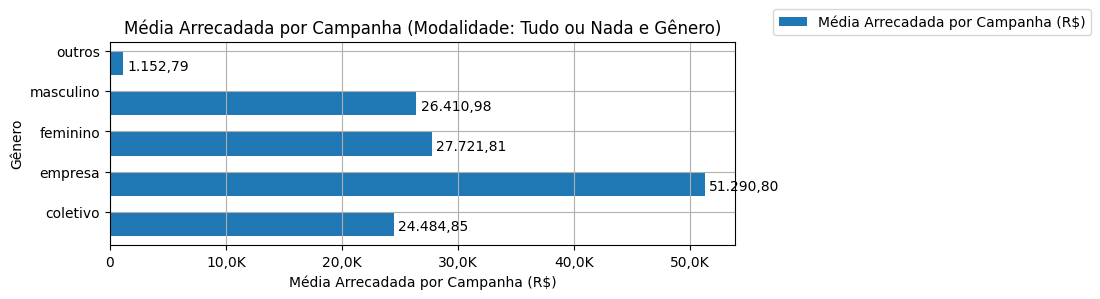 Média Arrecadada por Campanha (Modalidade: Tudo ou Nada e Gênero)
Média Arrecadada por Campanha (R$)
Gênero
outros
1.152,79
masculino
26.410,98
feminino
27.721,81
empresa
51.290,80
coletivo
24.484,85
0 10,0K 20,0K 30,0K 40,0K 50,0K
Média Arrecadada por Campanha (R$)